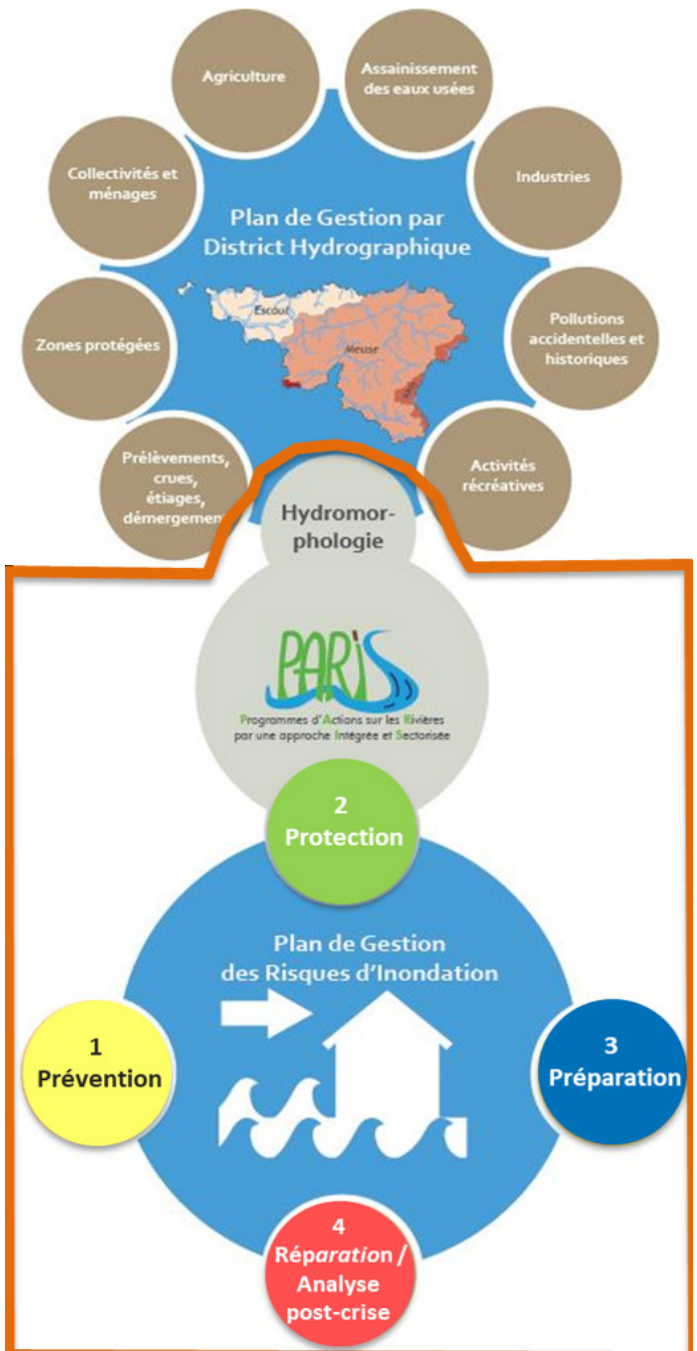 Agriculture
Assainissement
des eaux usées
Collectivités et
ménages
Industries
Plan de Gestion par
District Hydrographique
Escaut
Meuse
Zones protégées
Pollutions
accidentelles et
historiques
Prélèvements,
crues,
étiages,
démergement
Activités
récréatives
Hydromor-
phologie
PARIS
Programmes d'Actions sur les Rivières
par une approche Intégrée et Sectorisée
2
Protection
Plan de Gestion
des Risques d'Inondation
1
Prévention
3
Préparation
4
Réparation /
Analyse
post-crise